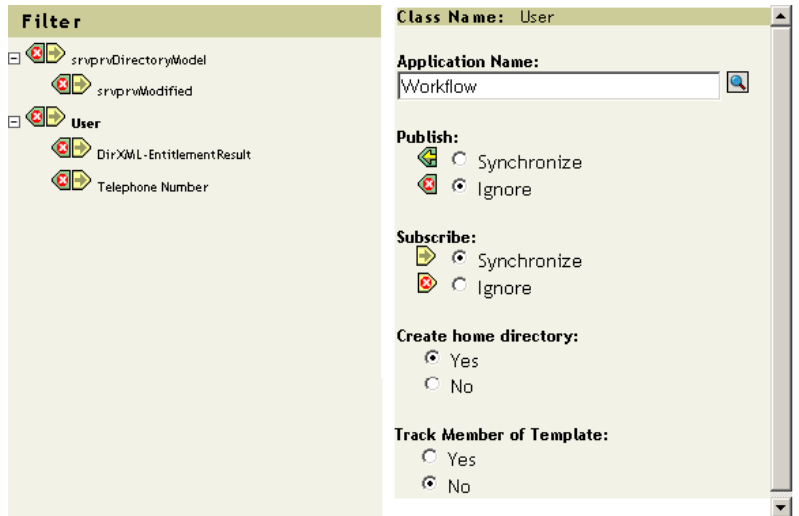 Filter
srvprvDirectoryModel
srvprvModified
User
DirXML-EntitlementResult
Telephone Number
Class Name: User
Application Name:
Workflow
Publish:
Synchronize
Ignore
Subscribe:
Synchronize
Ignore
Create home directory:
Yes
No
Track Member of Template:
Yes
No